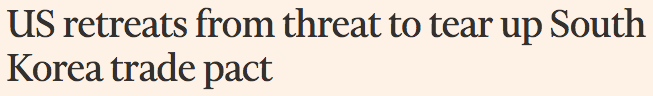 US retreats from threat to tear up South
Korea trade pact